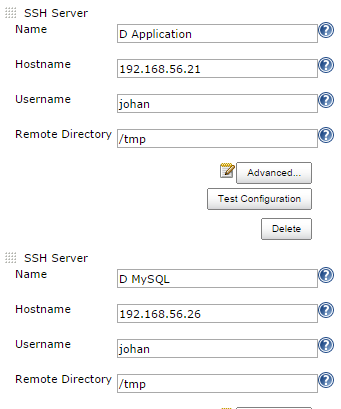 SSH Server
Name D Application
Hostname 192.168.56.21
Username johan
Remote Directory /tmp
Advanced...
Test Configuration
Delete
SSH Server
Name D MySQL
Hostname 192.168.56.26
Username johan
Remote Directory /tmp